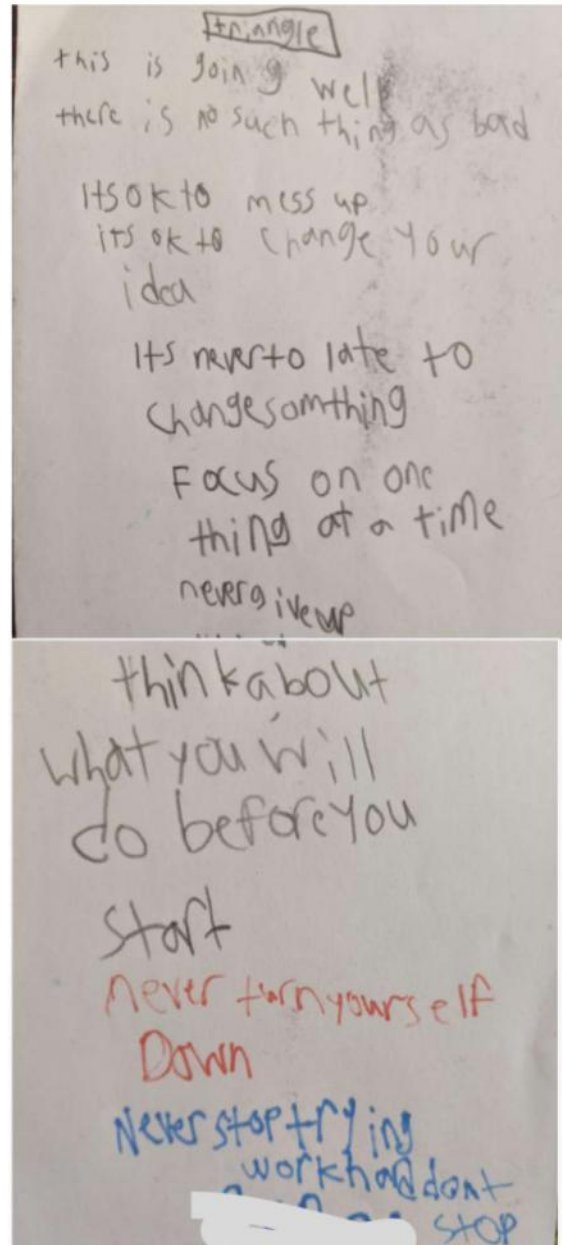 triangle
this is going well
there is no such thing as bad
Its ok to mess up
its ok to change your
idea
Its never to late to
change somthing
Focus on one
thing at a time
never give up
think about
what you will
do before you
start
never turn yourself
Down
Never stop trying
work hard dont
stop